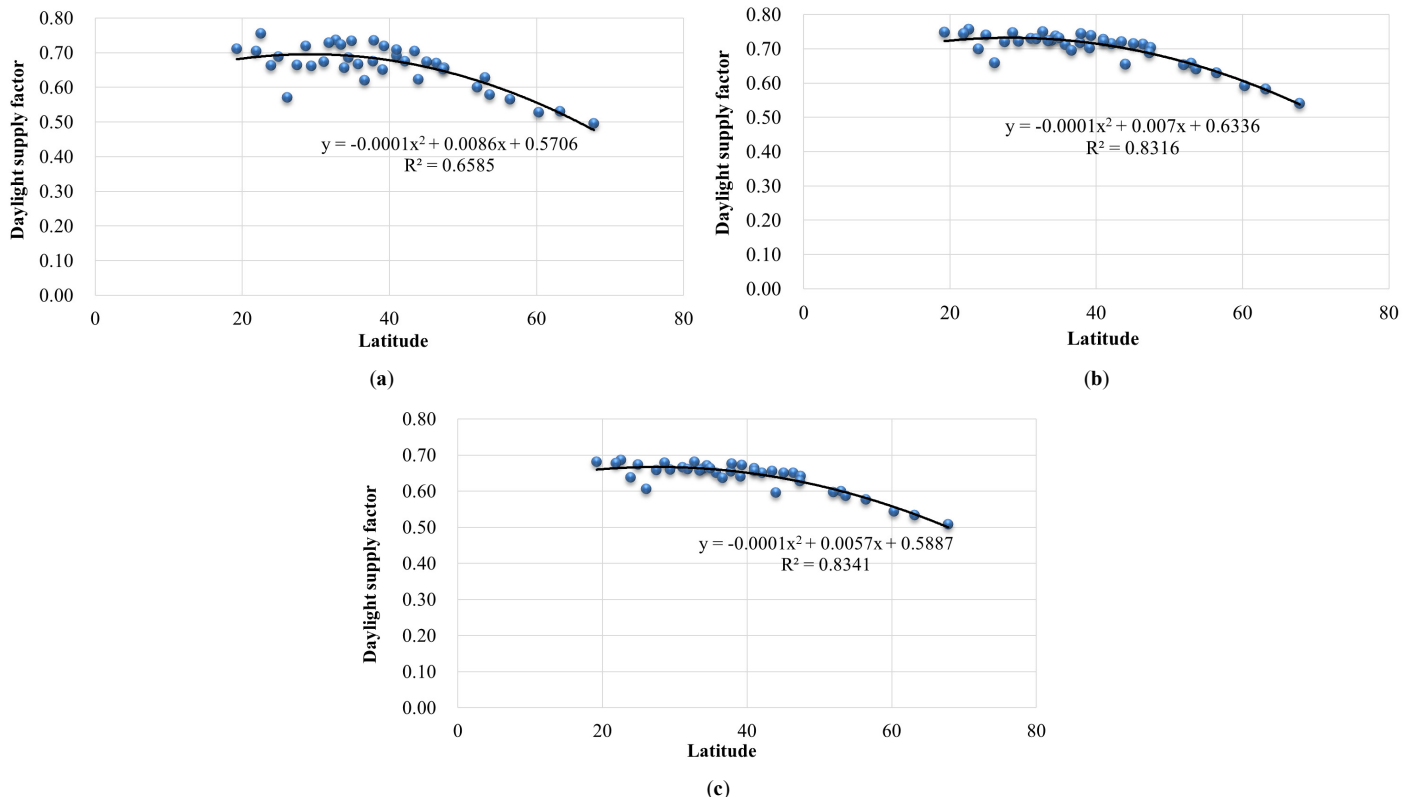 0.80
0.70
0.60
0.50
0.40
0.30
0.20
0.10
0.00
Daylight supply factor
y = -0.0001x² + 0.0086x + 0.5706
R² = 0.6585
0 20 40 60 80
Latitude
(a)
0.80
0.70
0.60
0.50
0.40
0.30
0.20
0.10
0.00
Daylight supply factor
y = -0.0001x² + 0.007x + 0.6336
R² = 0.8316
0 20 40 60 80
Latitude
(b)
0.80
0.70
0.60
0.50
0.40
0.30
0.20
0.10
0.00
Daylight supply factor
y = -0.0001x² + 0.0057x + 0.5887
R² = 0.8341
0 20 40 60 80
Latitude
(c)